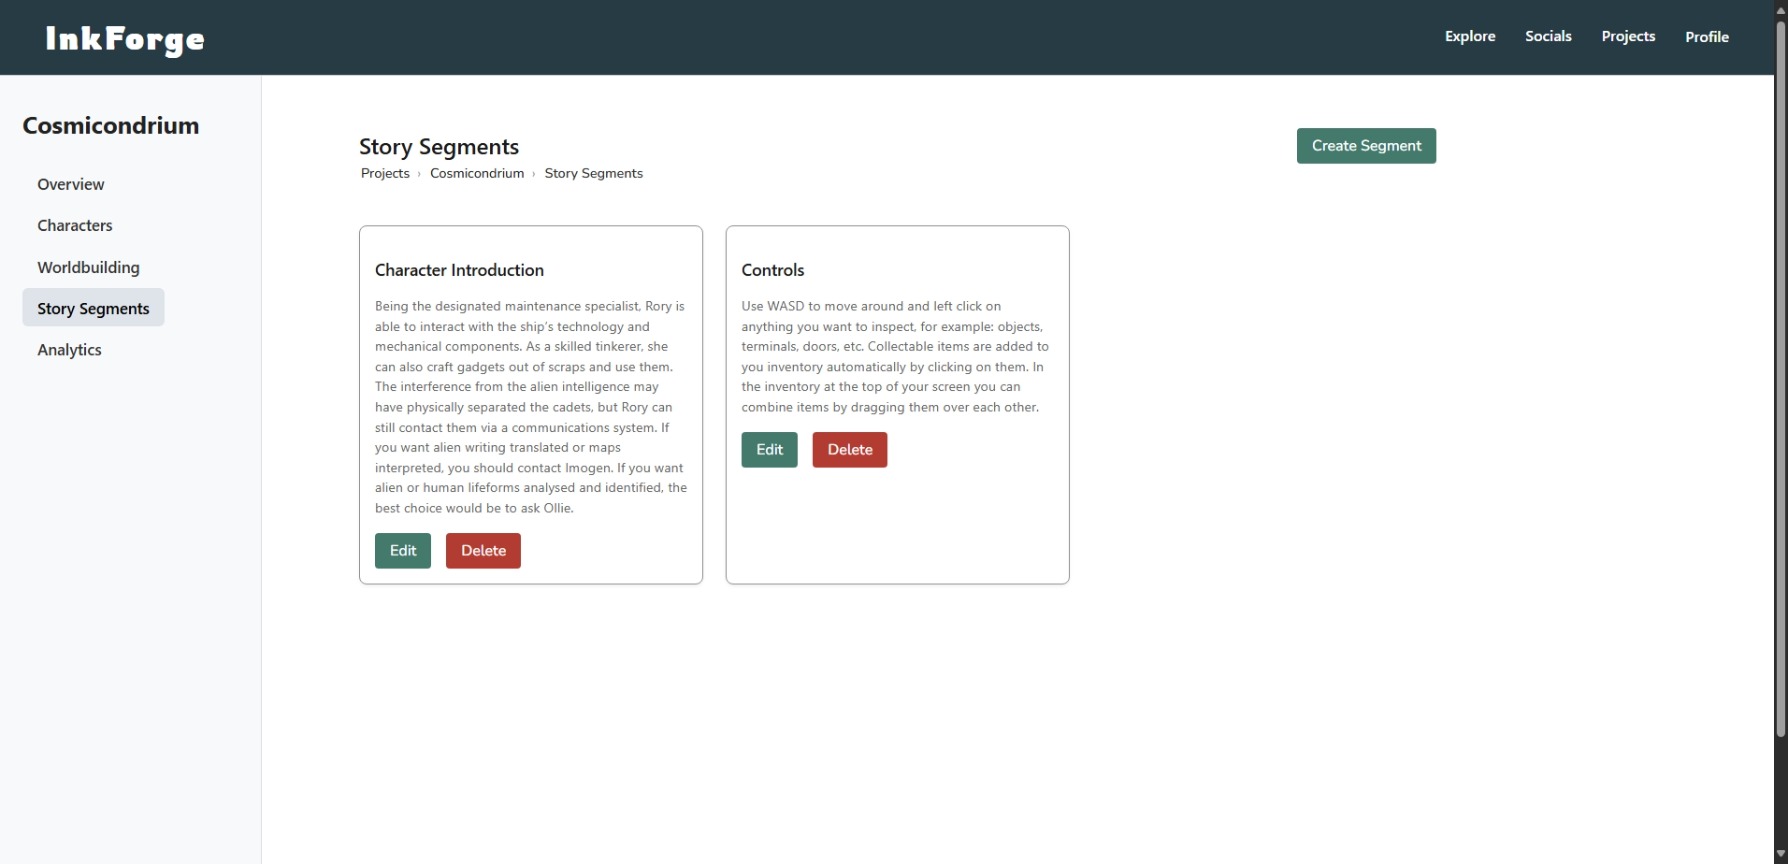 InkForge
Explore Socials Projects Profile
Cosmicondrium
Overview
Characters
Worldbuilding
Story Segments
Analytics
Story Segments
Projects › Cosmicondrium › Story Segments
Create Segment
Character Introduction
Being the designated maintenance specialist, Rory is
able to interact with the ship's technology and
mechanical components. As a skilled tinkerer, she
can also craft gadgets out of scraps and use them.
The interference from the alien intelligence may
have physically separated the cadets, but Rory can
still contact them via a communications system. If
you want alien writing translated or maps
interpreted, you should contact Imogen. If you want
alien or human lifeforms analysed and identified, the
best choice would be to ask Ollie.
Edit Delete
Controls
Use WASD to move around and left click on
anything you want to inspect, for example: objects,
terminals, doors, etc. Collectable items are added to
you inventory automatically by clicking on them. In
the inventory at the top of your screen you can
combine items by dragging them over each other.
Edit Delete